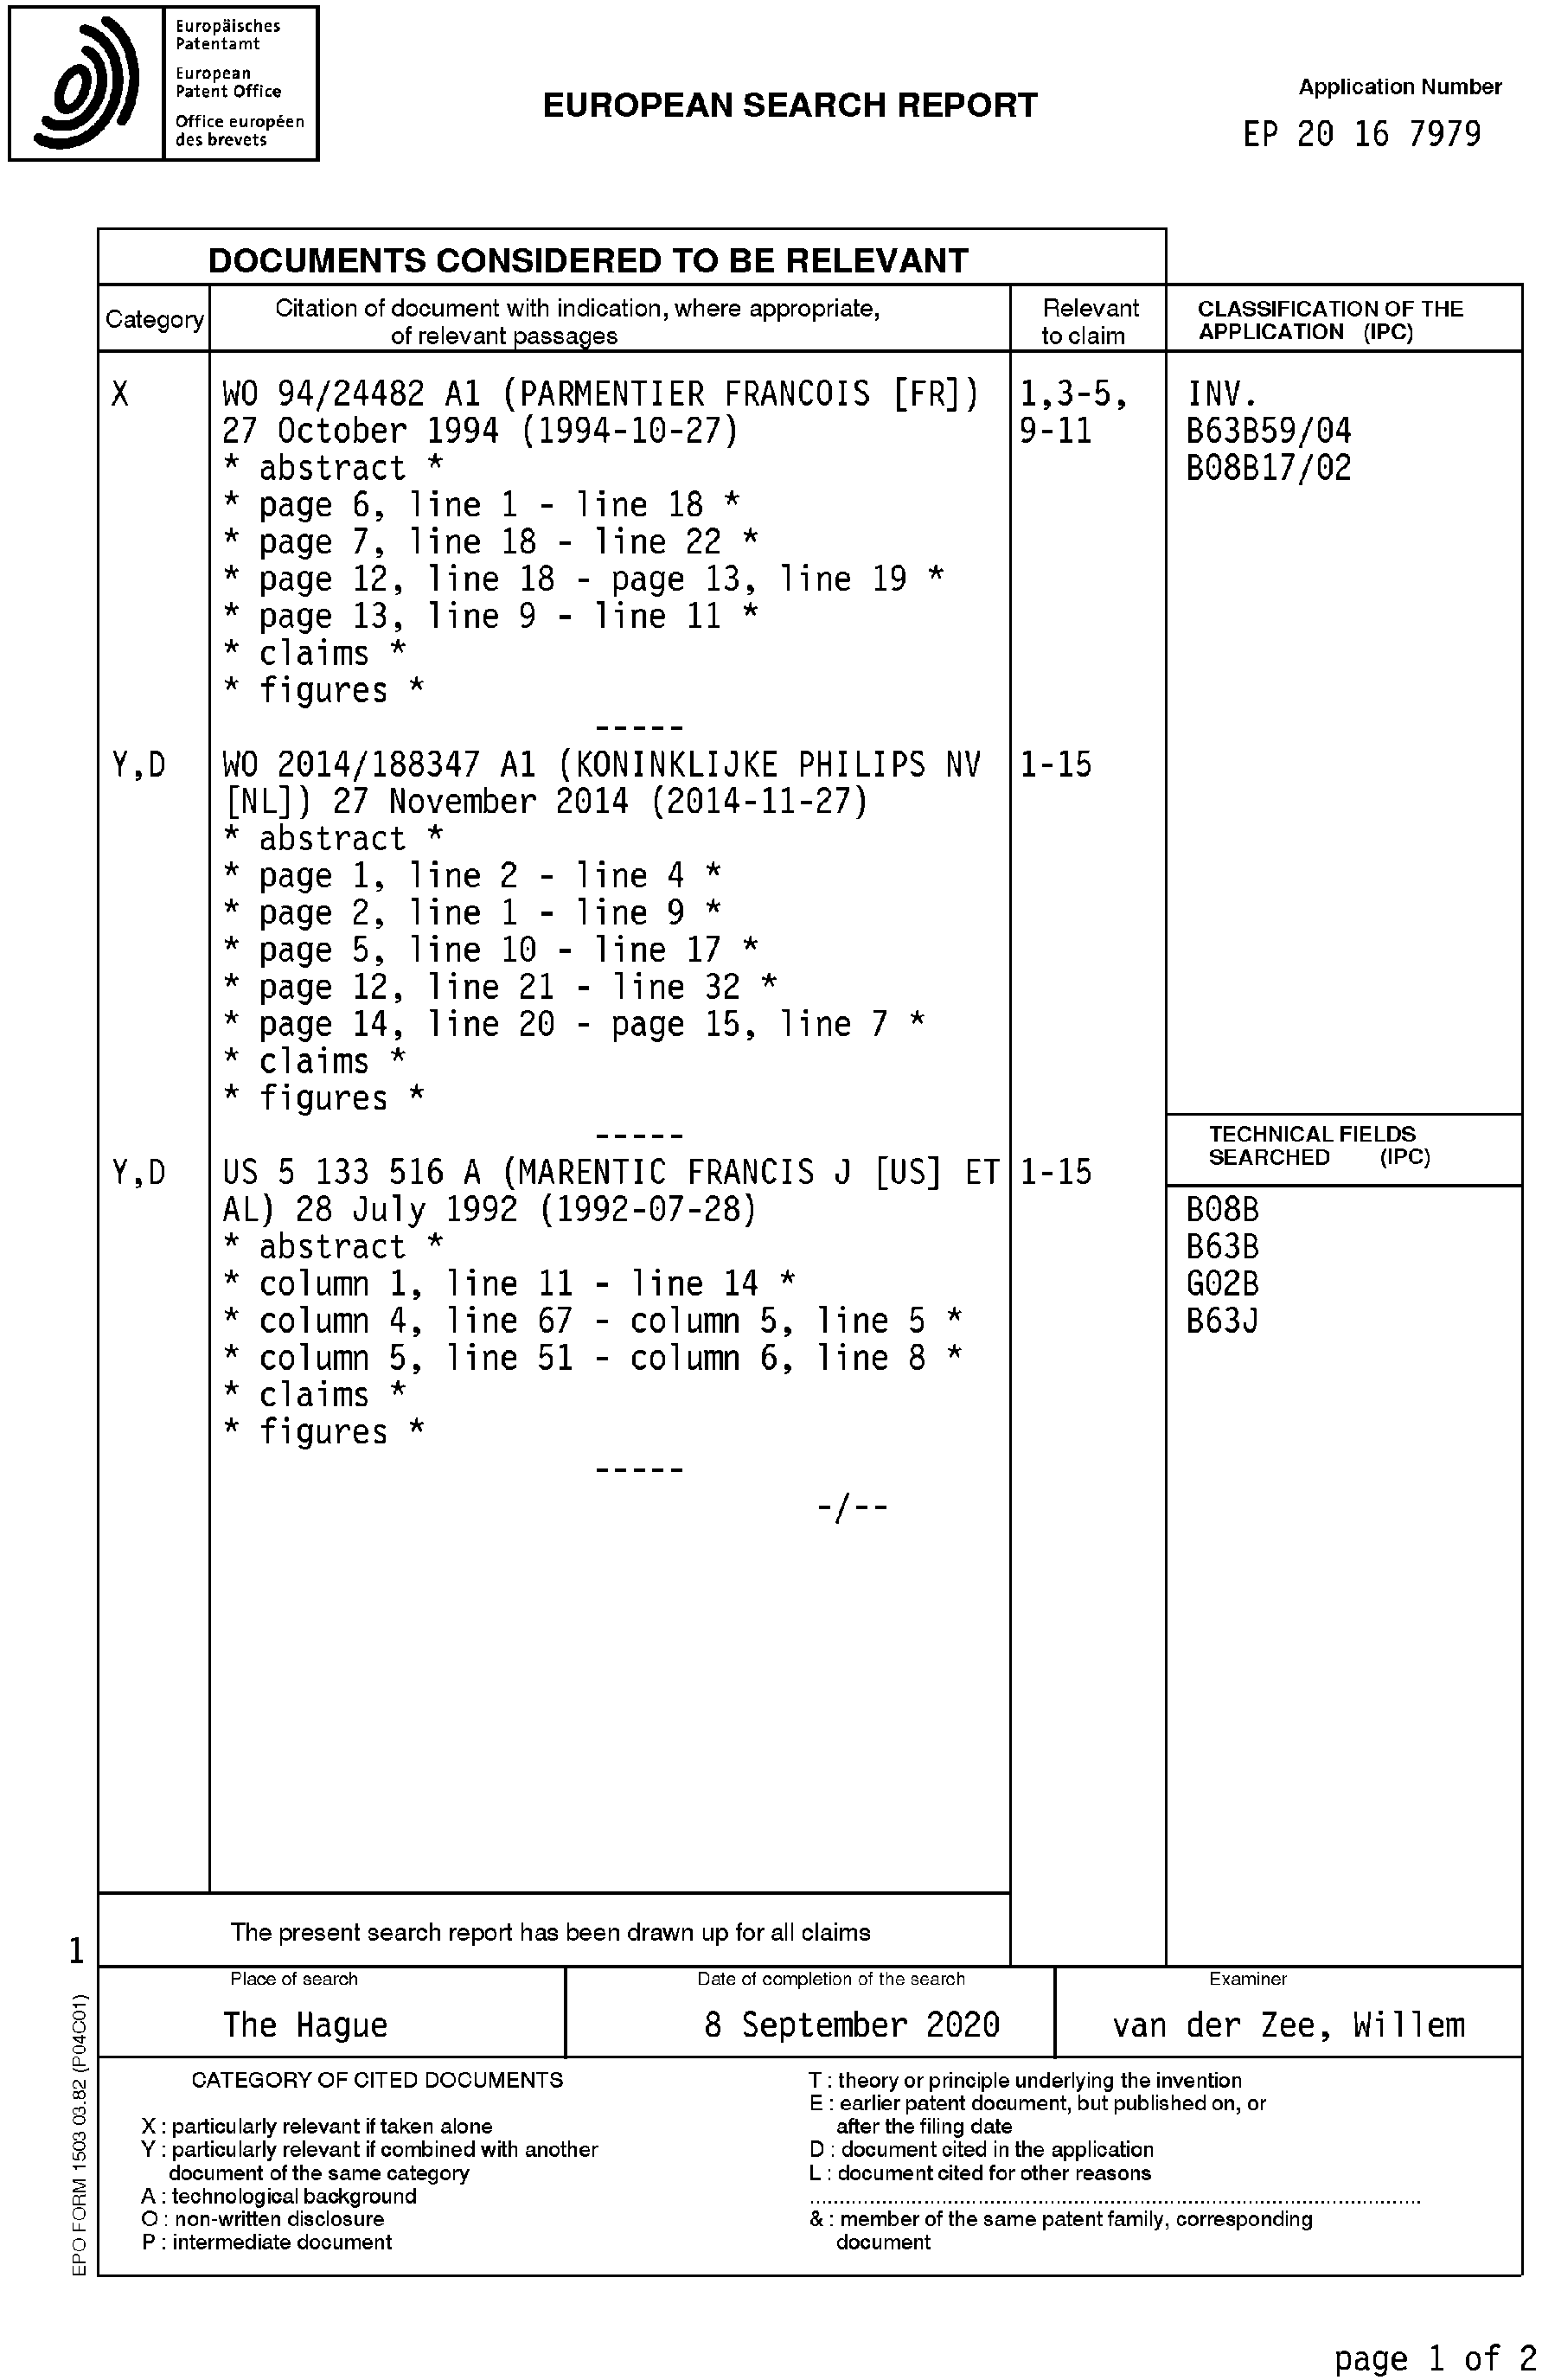 Europäisches
Patentamt
European
Patent Office
Office européen
des brevets
EUROPEAN SEARCH REPORT
Application Number
EP 20 16 7979
DOCUMENTS CONSIDERED TO BE RELEVANT
Category
Citation of document with indication, where appropriate,
of relevant passages
Relevant
to claim
CLASSIFICATION OF THE
APPLICATION (IPC)
X
WO 94/24482 A1 (PARMENTIER FRANCOIS [FR])
27 October 1994 (1994-10-27)
* abstract *
* page 6, line 1 - line 18 *
* page 7, line 18 - line 22 *
* page 12, line 18 - page 13, line 19 *
* page 13, line 9 - line 11 *
* claims *
* figures *
-----
1,3-5,
9-11
INV.
B63B59/04
B08B17/02
Y,D
WO 2014/188347 A1 (KONINKLIJKE PHILIPS NV
[NL]) 27 November 2014 (2014-11-27)
* abstract *
* page 1, line 2 - line 4 *
* page 2, line 1 - line 9 *
* page 5, line 10 - line 17 *
* page 12, line 21 - line 32 *
* page 14, line 20 - page 15, line 7 *
* claims *
* figures *
-----
1-15
Y,D
US 5 133 516 A (MARENTIC FRANCIS J [US] ET
AL) 28 July 1992 (1992-07-28)
* abstract *
* column 1, line 11 - line 14 *
* column 4, line 67 - column 5, line 5 *
* column 5, line 51 - column 6, line 8 *
* claims *
* figures *
-----
-/--
1-15
TECHNICAL FIELDS
SEARCHED (IPC)
B08B
B63B
G02B
B63J
The present search report has been drawn up for all claims
1
Place of search
The Hague
Date of completion of the search
8 September 2020
Examiner
van der Zee, Willem
EPO FORM 1503 03.82 (P04C01)
CATEGORY OF CITED DOCUMENTS
X : particularly relevant if taken alone
Y : particularly relevant if combined with another
document of the same category
A : technological background
O : non-written disclosure
P : intermediate document
T : theory or principle underlying the invention
E : earlier patent document, but published on, or
after the filing date
D : document cited in the application
L : document cited for other reasons
& : member of the same patent family, corresponding
document
page 1 of 2